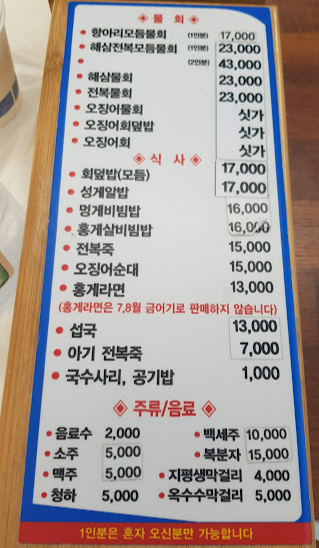 ◈ 물 회 ◈
• 항아리모듬물회 (1인분) 17,000
• 해삼전복모듬물회 (1인분) 23,000
• (2인분) 43,000
• 해삼물회 23,000
• 전복물회 23,000
• 오징어물회 싯가
• 오징어회덮밥 싯가
• 오징어회 싯가
◈ 식 사 ◈
• 회덮밥(모듬) 17,000
• 성게알밥 17,000
• 멍게비빔밥 16,000
• 홍게살비빔밥 16,000
• 전복죽 15,000
• 오징어순대 15,000
• 홍게라면 13,000
(홍게라면은 7,8월 금어기로 판매하지 않습니다)
• 섭국 13,000
• 아기 전복죽 7,000
• 국수사리, 공기밥 1,000
◈ 주류/음료 ◈
• 음료수 2,000 • 백세주 10,000
• 소주 5,000 • 복분자 15,000
• 맥주 5,000 • 지평생막걸리 4,000
• 청하 5,000 • 옥수수막걸리 5,000
1인분은 혼자 오신분만 가능합니다